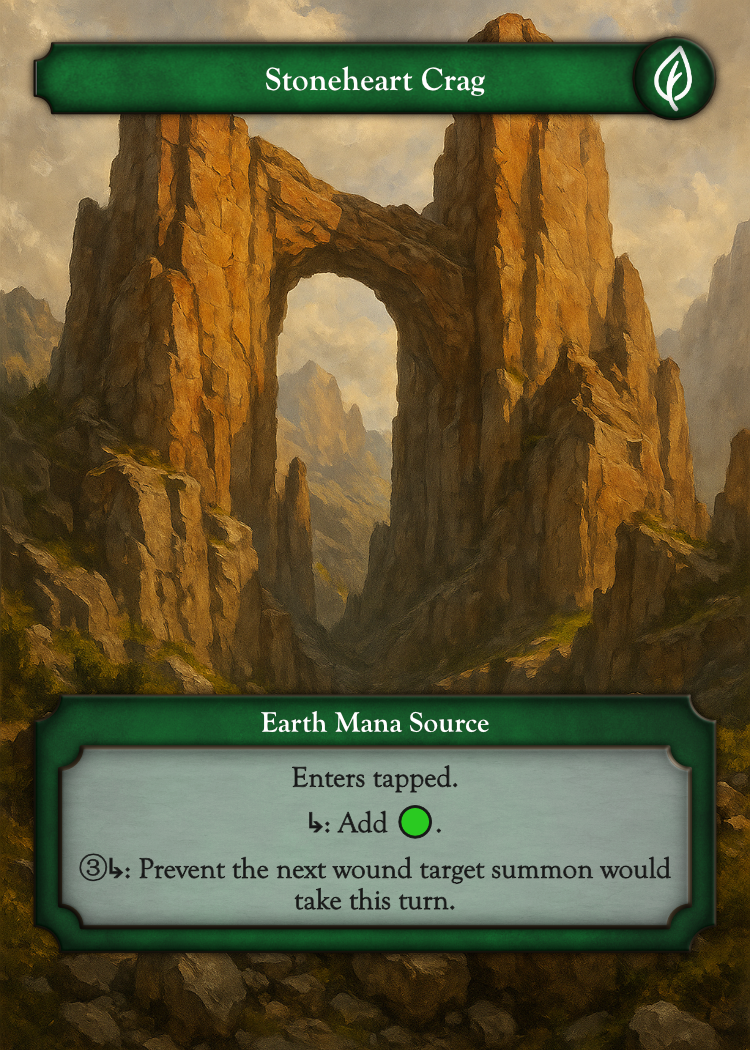 Stoneheart Crag
Earth Mana Source
Enters tapped.
↳: Add 🟢.
③↳: Prevent the next wound target summon would
take this turn.